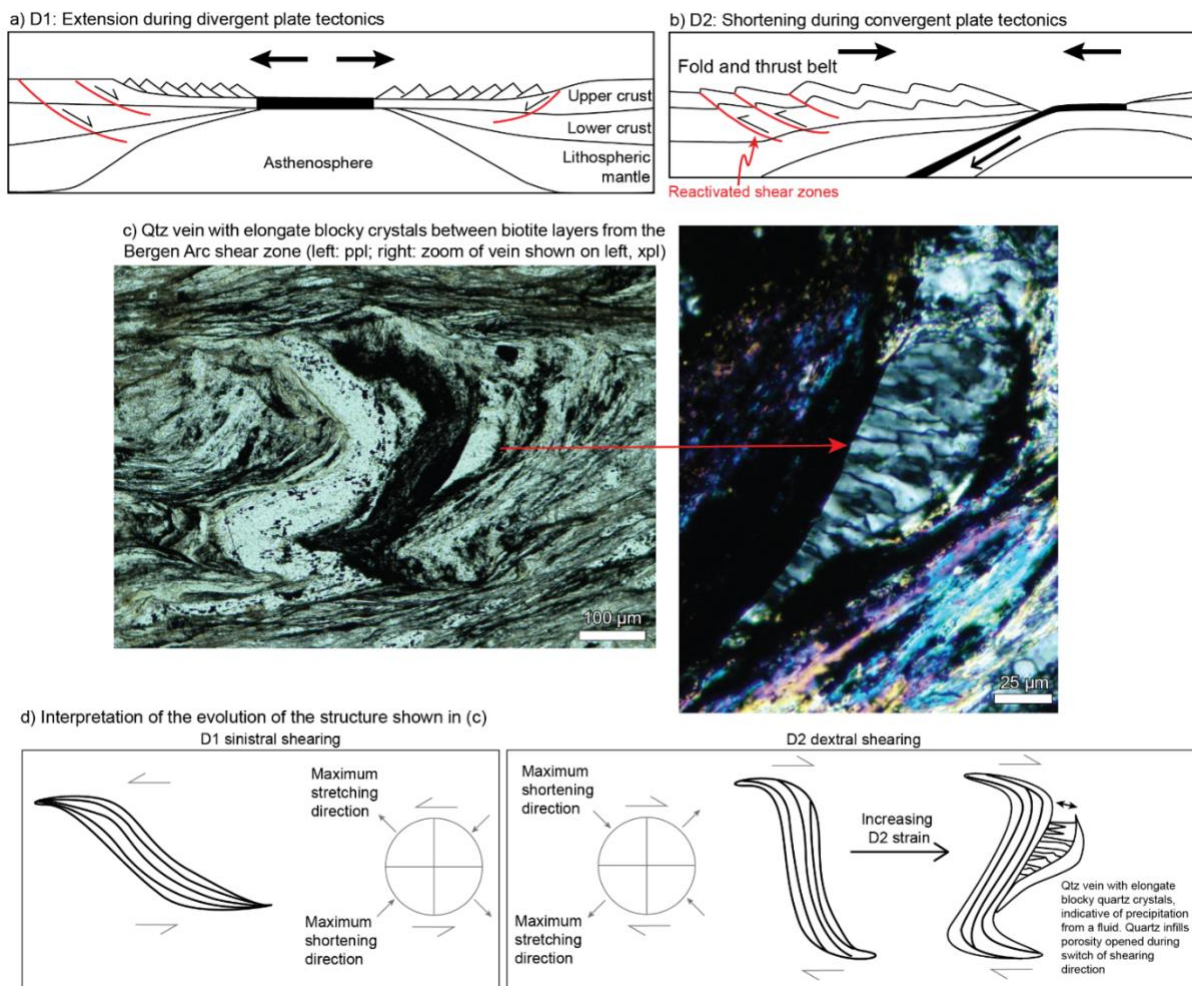 a) D1: Extension during divergent plate tectonics
Upper crust
Lower crust
Asthenosphere
Lithospheric
mantle
b) D2: Shortening during convergent plate tectonics
Fold and thrust belt
Reactivated shear zones
c) Qtz vein with elongate blocky crystals between biotite layers from the
Bergen Arc shear zone (left: ppl; right: zoom of vein shown on left, xpl)
100 µm
25 µm
d) Interpretation of the evolution of the structure shown in (c)
D1 sinistral shearing
Maximum
stretching
direction
Maximum
shortening
direction
D2 dextral shearing
Maximum
shortening
direction
Maximum
stretching
direction
Increasing
D2 strain
Qtz vein with elongate
blocky quartz crystals,
indicative of precipitation
from a fluid. Quartz infills
porosity opened during
switch of shearing
direction